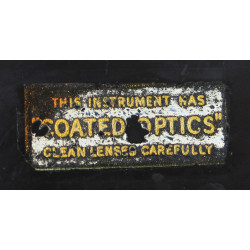 THIS INSTRUMENT HAS
"COATED OPTICS"
CLEAN LENSES CAREFULLY